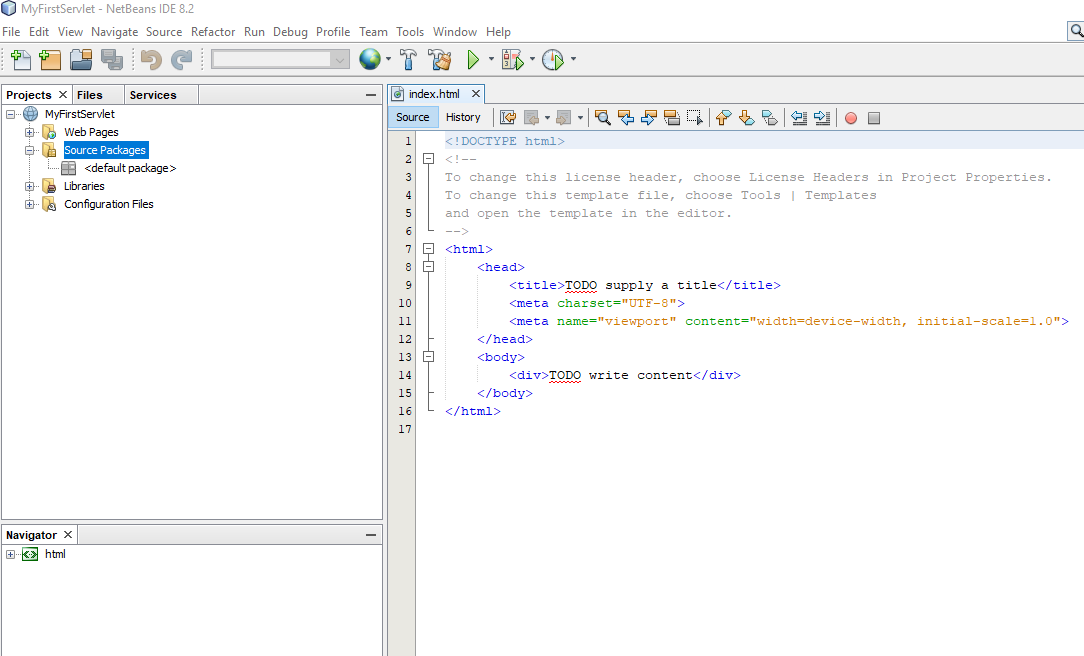 MyFirstServlet - NetBeans IDE 8.2
File Edit View Navigate Source Refactor Run Debug Profile Team Tools Window Help
Projects Files Services
MyFirstServlet
Web Pages
Source Packages
<default package>
Libraries
Configuration Files
Navigator
html
index.html
Source History
1 <!DOCTYPE html>
2 <!--
3 To change this license header, choose License Headers in Project Properties.
4 To change this template file, choose Tools | Templates
5 and open the template in the editor.
6 -->
7 <html>
8 <head>
9 <title>TODO supply a title</title>
10 <meta charset="UTF-8">
11 <meta name="viewport" content="width=device-width, initial-scale=1.0">
12 </head>
13 <body>
14 <div>TODO write content</div>
15 </body>
16 </html>
17